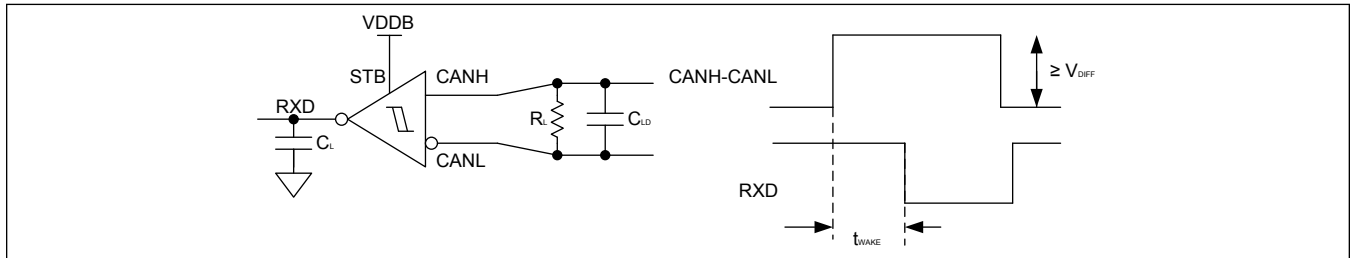 VDDB
STB
CANH
CANH-CANL
≥ VDIFF
RXD
RL
CLD
CL
CANL
RXD
tWAKE